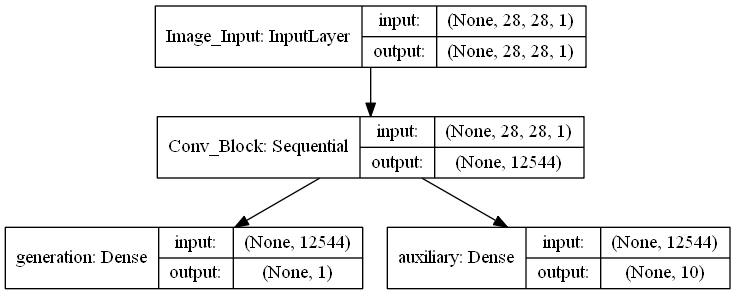 Image_Input: InputLayer
input:
(None, 28, 28, 1)
output:
(None, 28, 28, 1)
Conv_Block: Sequential
input:
(None, 28, 28, 1)
output:
(None, 12544)
generation: Dense
input:
(None, 12544)
output:
(None, 1)
auxiliary: Dense
input:
(None, 12544)
output:
(None, 10)